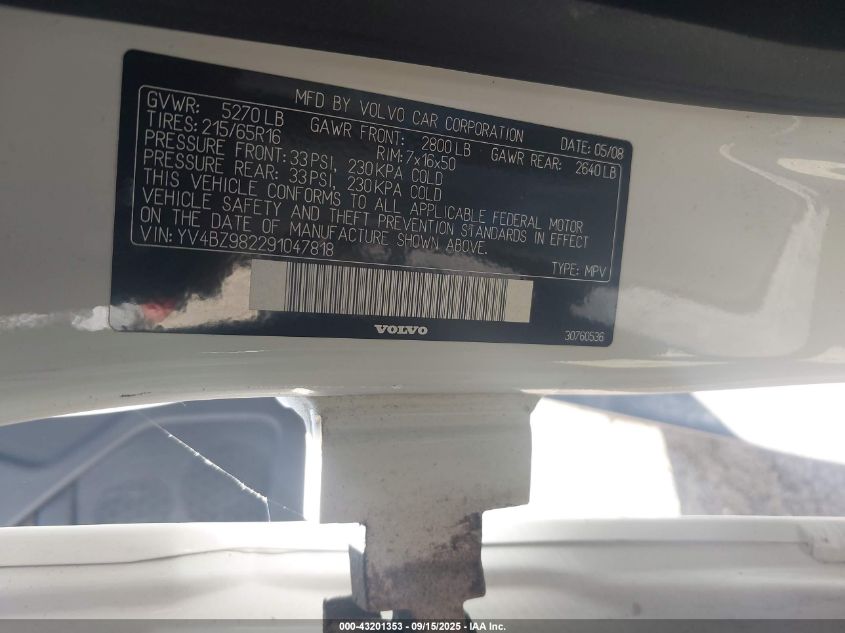 MFD BY VOLVO CAR CORPORATION DATE: 05/08
GVWR: 5270 LB GAWR FRONT: 2800 LB GAWR REAR: 2640 LB
TIRES: 215/65R16 RIM: 7x16x50
PRESSURE FRONT: 33 PSI, 230 KPA COLD
PRESSURE REAR: 33 PSI, 230 KPA COLD
THIS VEHICLE CONFORMS TO ALL APPLICABLE FEDERAL MOTOR
VEHICLE SAFETY AND THEFT PREVENTION STANDARDS IN EFFECT
ON THE DATE OF MANUFACTURE SHOWN ABOVE.
VIN: YV4BZ982291047818 TYPE: MPV
VOLVO 30760536
000-43201353 - 09/15/2025 - IAA Inc.